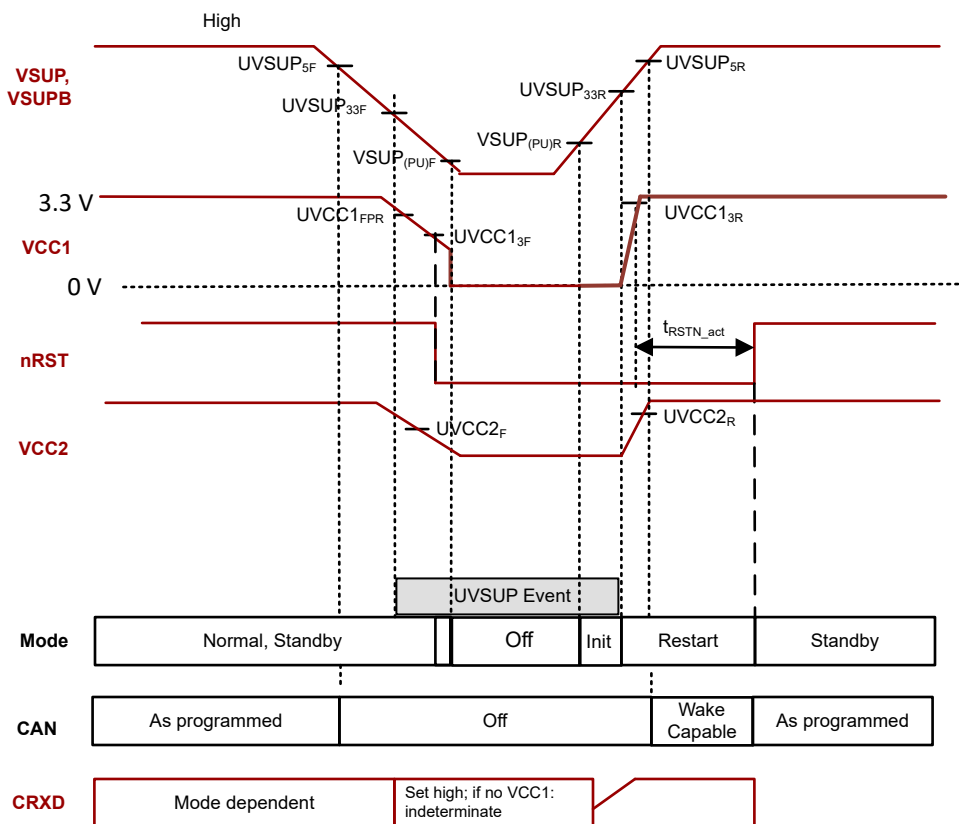 High
VSUP,
VSUPB
UVSUP5F
UVSUP5R
UVSUP33F
UVSUP33R
VSUP(PU)F
VSUP(PU)R
3.3 V
VCC1
UVCC1FPR
UVCC13F
UVCC13R
0 V
nRST
tRSTN_act
VCC2
UVCC2F
UVCC2R
UVSUP Event
Mode
Normal, Standby
Off
Init
Restart
Standby
CAN
As programmed
Off
Wake
Capable
As programmed
CRXD
Mode dependent
Set high; if no VCC1:
indeterminate